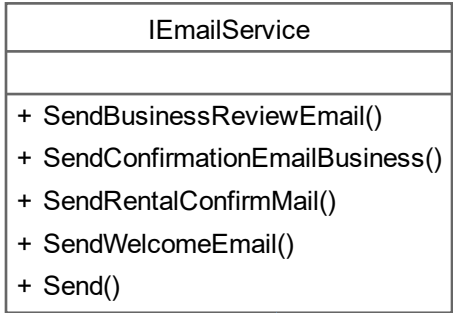 IEmailService
+ SendBusinessReviewEmail()
+ SendConfirmationEmailBusiness()
+ SendRentalConfirmMail()
+ SendWelcomeEmail()
+ Send()